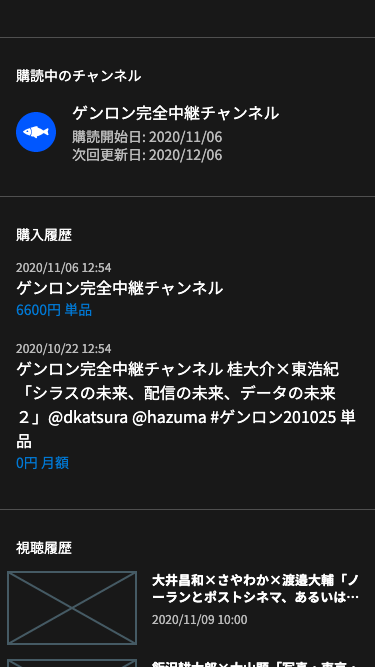 購読中のチャンネル
ゲンロン完全中継チャンネル
購読開始日: 2020/11/06
次回更新日: 2020/12/06
購入履歴
2020/11/06 12:54
ゲンロン完全中継チャンネル
6600円 単品
2020/10/22 12:54
ゲンロン完全中継チャンネル 桂大介×東浩紀
「シラスの未来、配信の未来、データの未来
２」@dkatsura @hazuma #ゲンロン201025 単
品
0円 月額
視聴履歴
大井昌和×さやわか×渡邉大輔「ノ
ーランとポストシネマ、あるいは…
2020/11/09 10:00